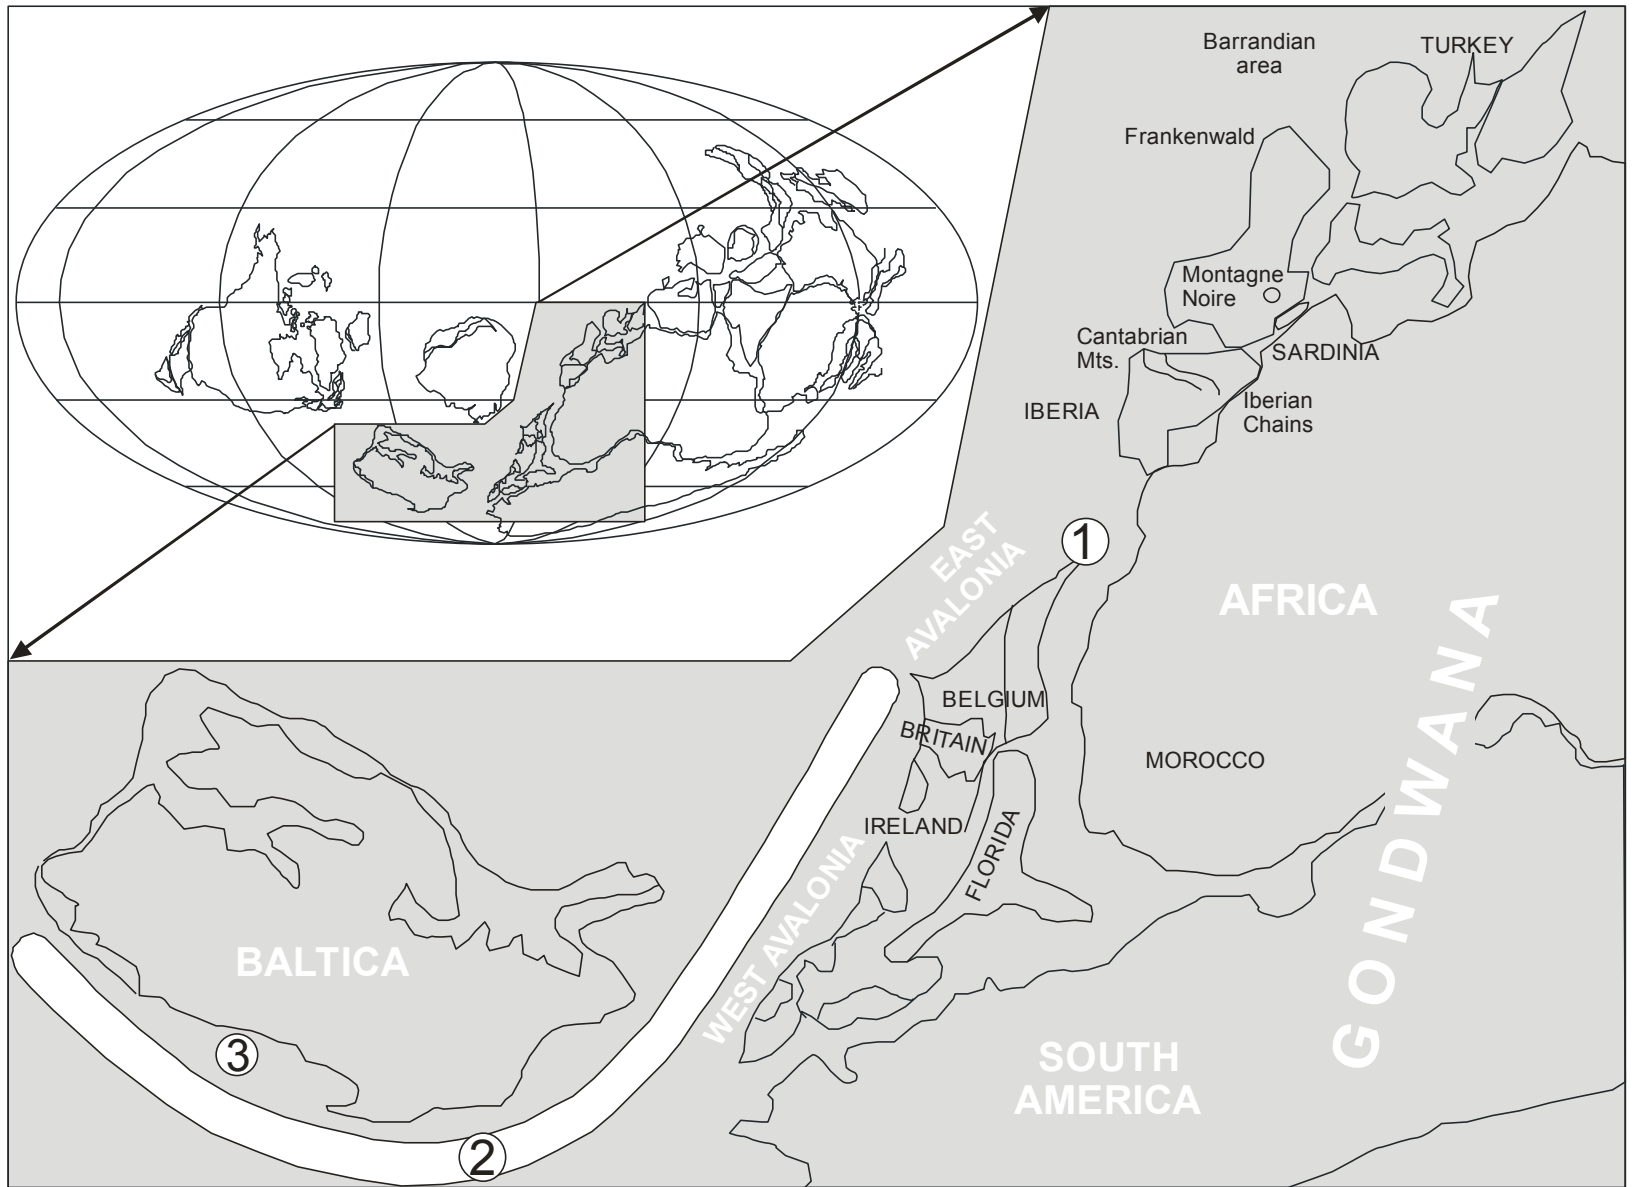 Barrandian
area
TURKEY
Frankenwald
Montagne
Noire
Cantabrian
Mts.
SARDINIA
IBERIA
Iberian
Chains
EAST
AVALONIA
1
AFRICA
GONDWANA
BELGIUM
BRITAIN
MOROCCO
IRELAND
FLORIDA
WEST AVALONIA
BALTICA
3
SOUTH
AMERICA
2